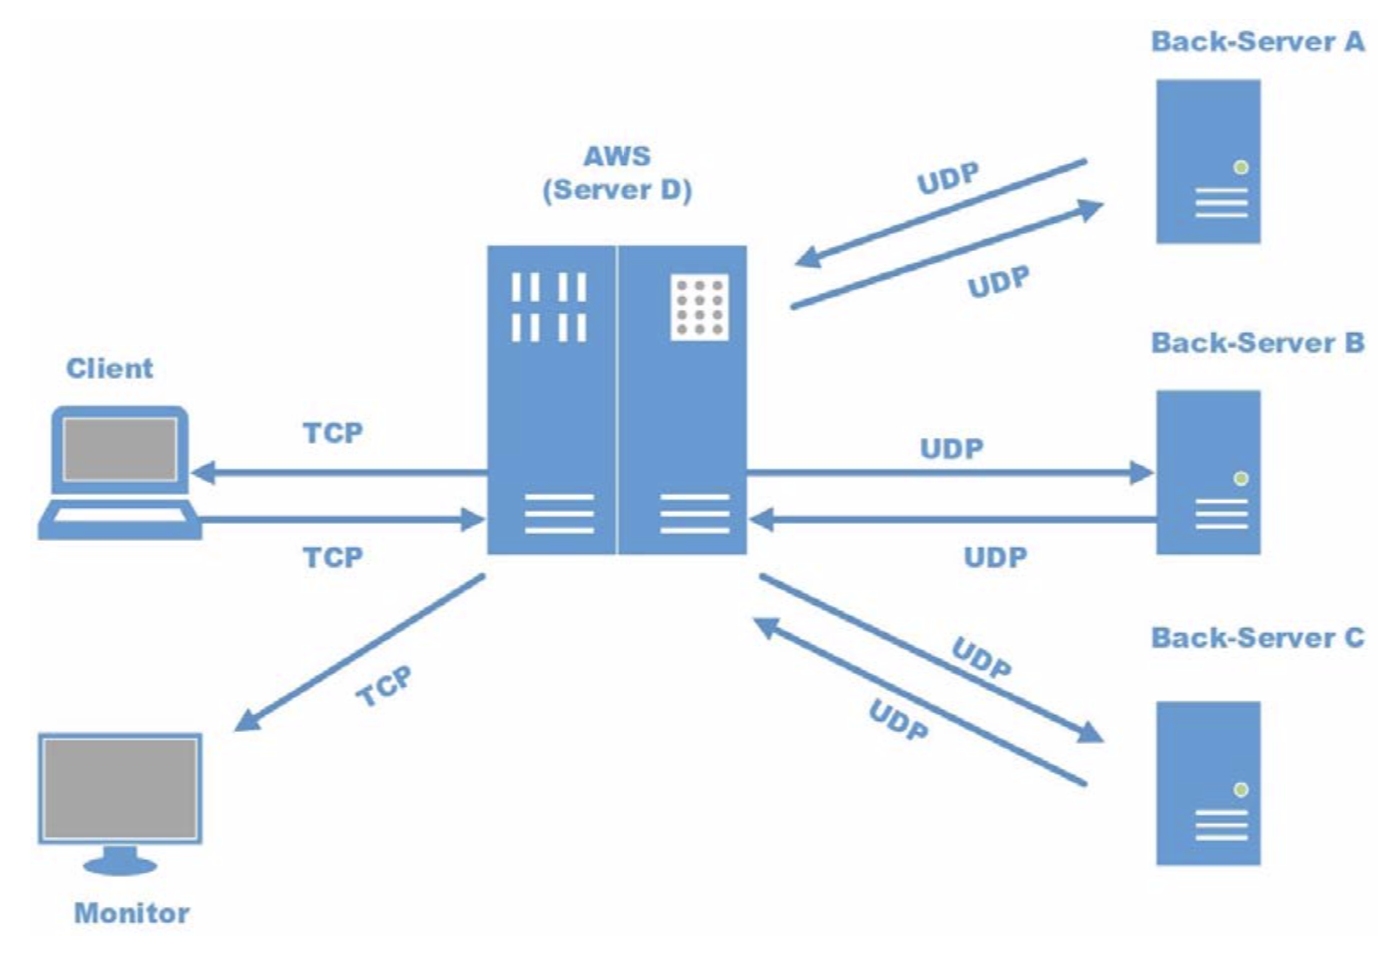 Back-Server A
AWS
(Server D)
UDP
UDP
Back-Server B
Client
TCP
UDP
TCP
UDP
Back-Server C
UDP
TCP
UDP
Monitor